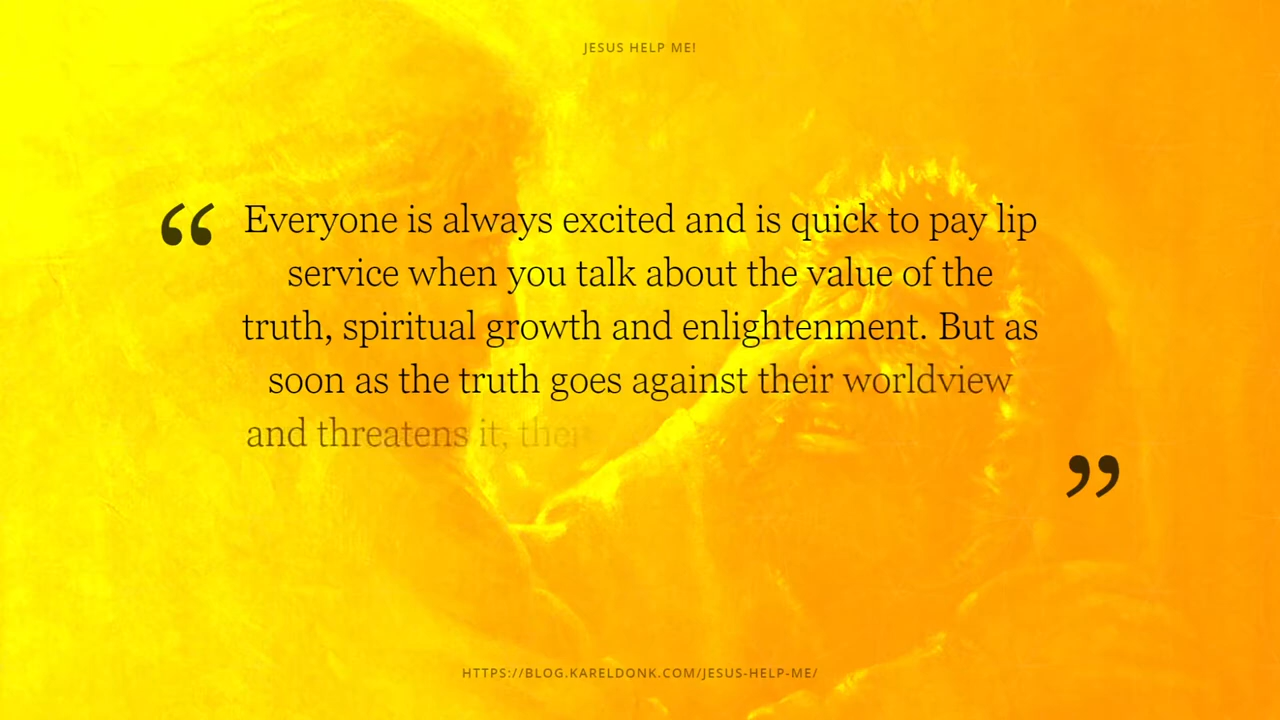 JESUS HELP ME!
“ Everyone is always excited and is quick to pay lip
service when you talk about the value of the
truth, spiritual growth and enlightenment. But as
soon as the truth goes against their worldview
and threatens it,
”
HTTPS://BLOG.KARELDONK.COM/JESUS-HELP-ME/